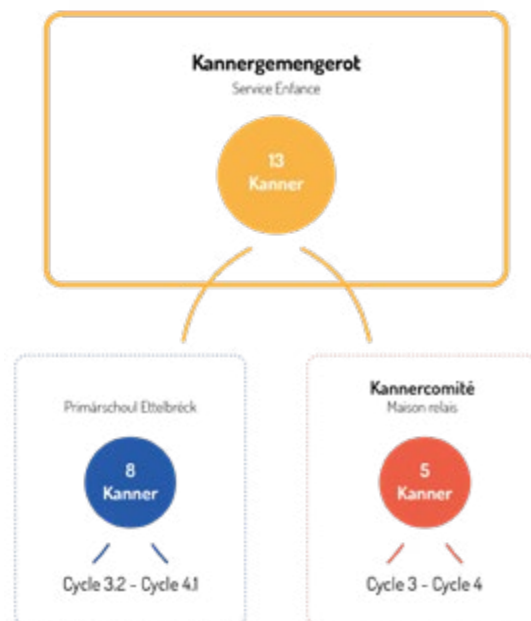 Kannergemengerot
Service Enfance
13
Kanner
Primärschoul Ettelbréck
8
Kanner
Cycle 3.2 - Cycle 4.1
Kannercomité
Maison relais
5
Kanner
Cycle 3 - Cycle 4